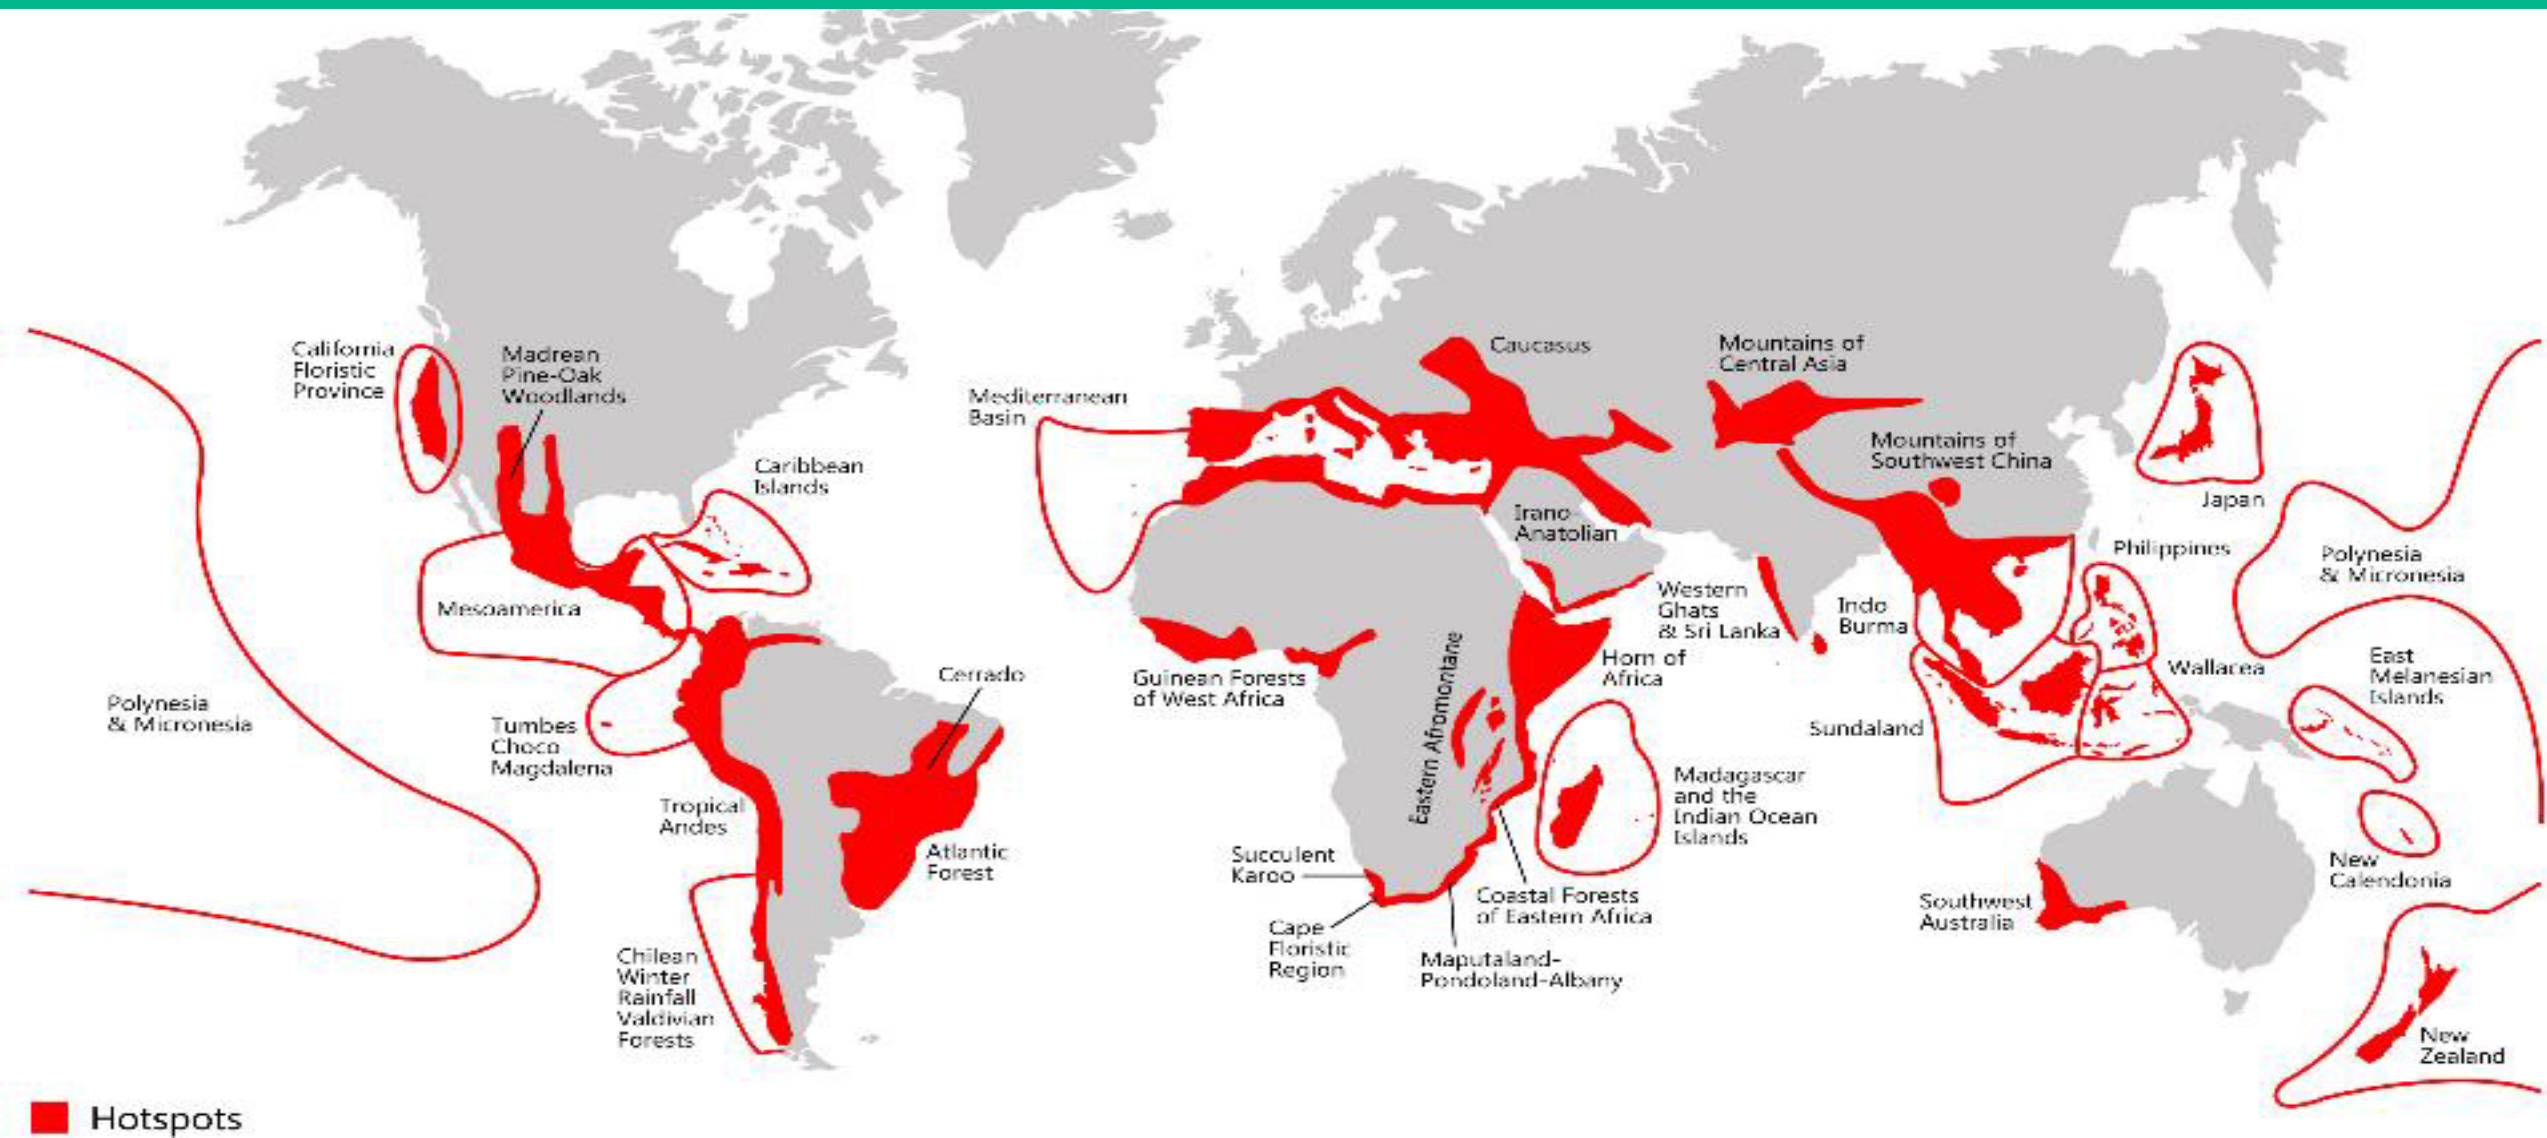 California
Floristic
Province
Madrean
Pine-Oak
Woodlands
Caribbean
Islands
Mesoamerica
Polynesia
& Micronesia
Tumbes
Choco
Magdalena
Cerrado
Tropical
Andes
Atlantic
Forest
Chilean
Winter
Rainfall
Valdivian
Forests
Mediterranean
Basin
Caucasus
Mountains of
Central Asia
Mountains of
Southwest China
Irano-
Anatolian
Western
Ghats
& Sri Lanka
Indo
Burma
Guinean Forests
of West Africa
Eastern Afromontane
Horn of
Africa
Madagascar
and the
Indian Ocean
Islands
Succulent
Karoo
Cape
Floristic
Region
Coastal Forests
of Eastern Africa
Maputaland-
Pondoland-Albany
Japan
Philippines
Polynesia
& Micronesia
Wallacea
East
Melanesian
Islands
Sundaland
New
Calendonia
Southwest
Australia
New
Zealand
Hotspots